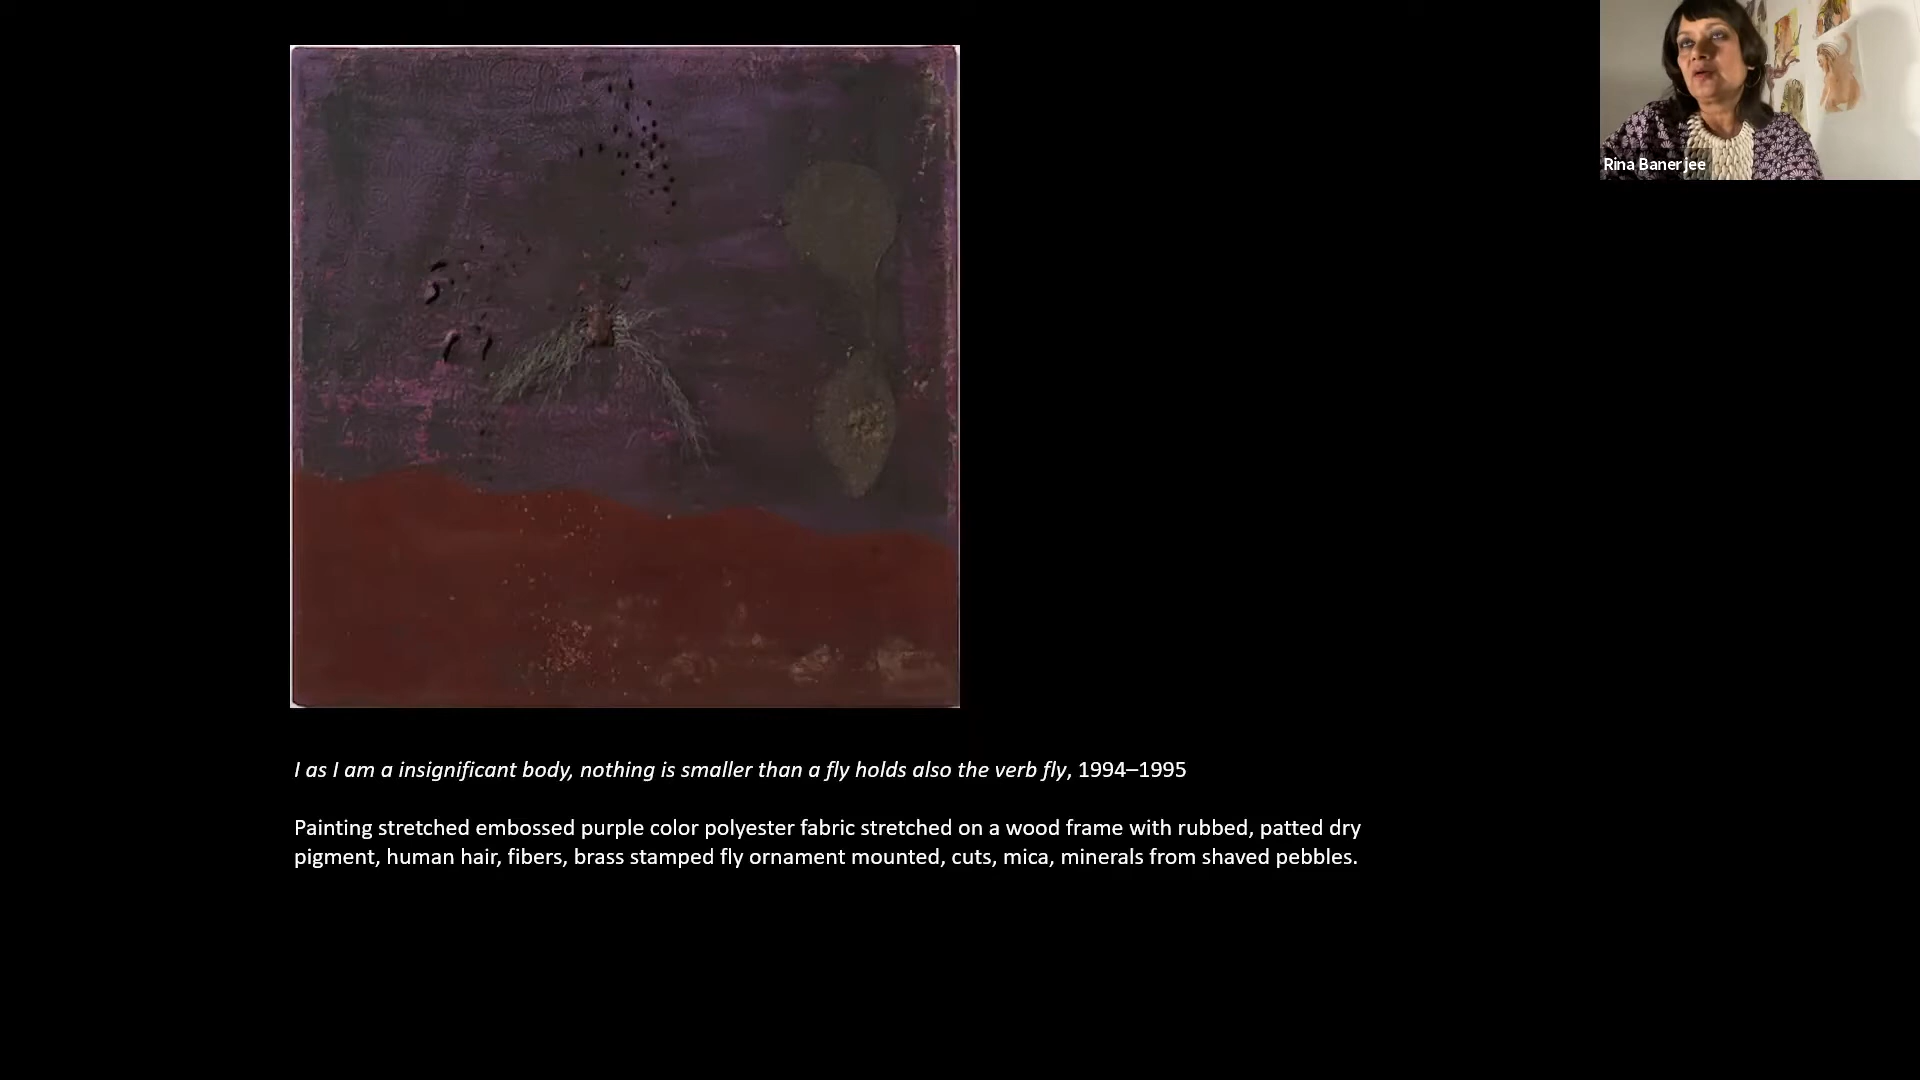 Rina Banerjee
I as I am a insignificant body, nothing is smaller than a fly holds also the verb fly, 1994–1995
Painting stretched embossed purple color polyester fabric stretched on a wood frame with rubbed, patted dry
pigment, human hair, fibers, brass stamped fly ornament mounted, cuts, mica, minerals from shaved pebbles.